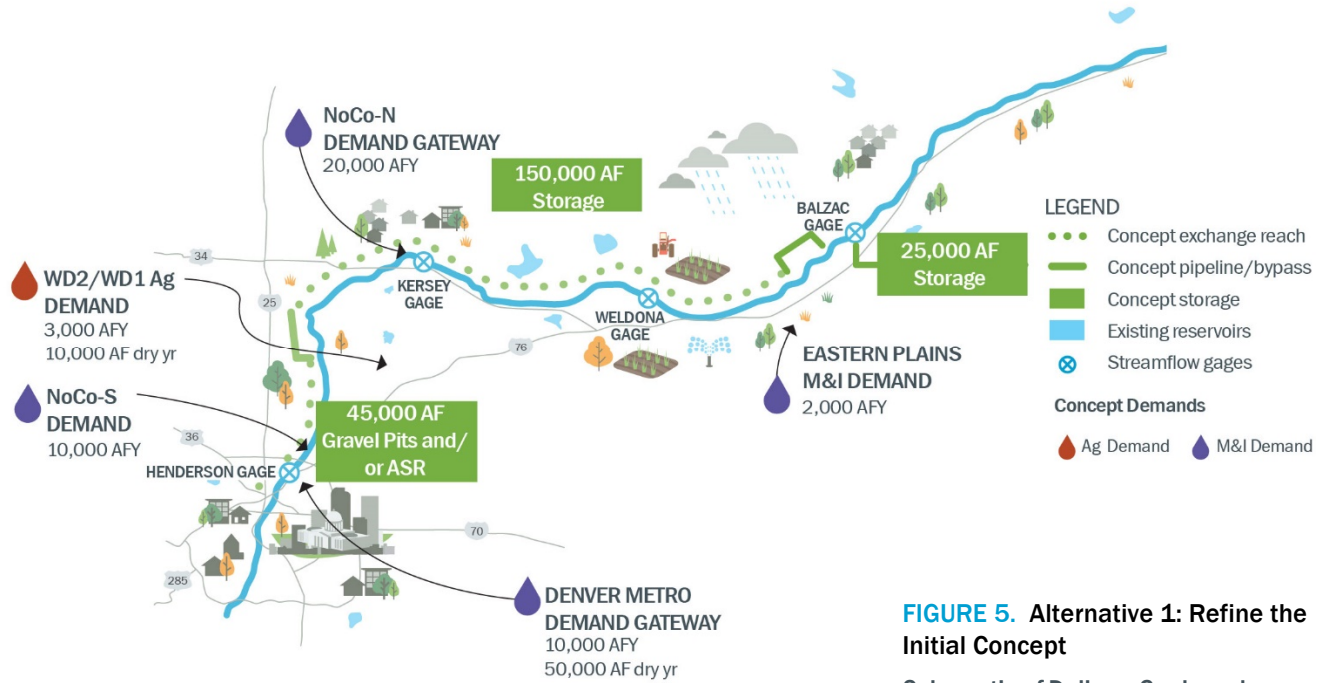 NoCo-N
DEMAND GATEWAY
20,000 AFY
150,000 AF
Storage
BALZAC
GAGE
LEGEND
Concept exchange reach
Concept pipeline/bypass
Concept storage
Existing reservoirs
Streamflow gages
Concept Demands
Ag Demand
M&I Demand
25,000 AF
Storage
34
WD2/WD1 Ag
DEMAND
3,000 AFY
10,000 AF dry yr
25
KERSEY
GAGE
WELDONA
GAGE
76
EASTERN PLAINS
M&I DEMAND
2,000 AFY
NoCo-S
DEMAND
10,000 AFY
45,000 AF
Gravel Pits and/
or ASR
36
HENDERSON GAGE
70
285
DENVER METRO
DEMAND GATEWAY
10,000 AFY
50,000 AF dry yr
FIGURE 5. Alternative 1: Refine the
Initial Concept